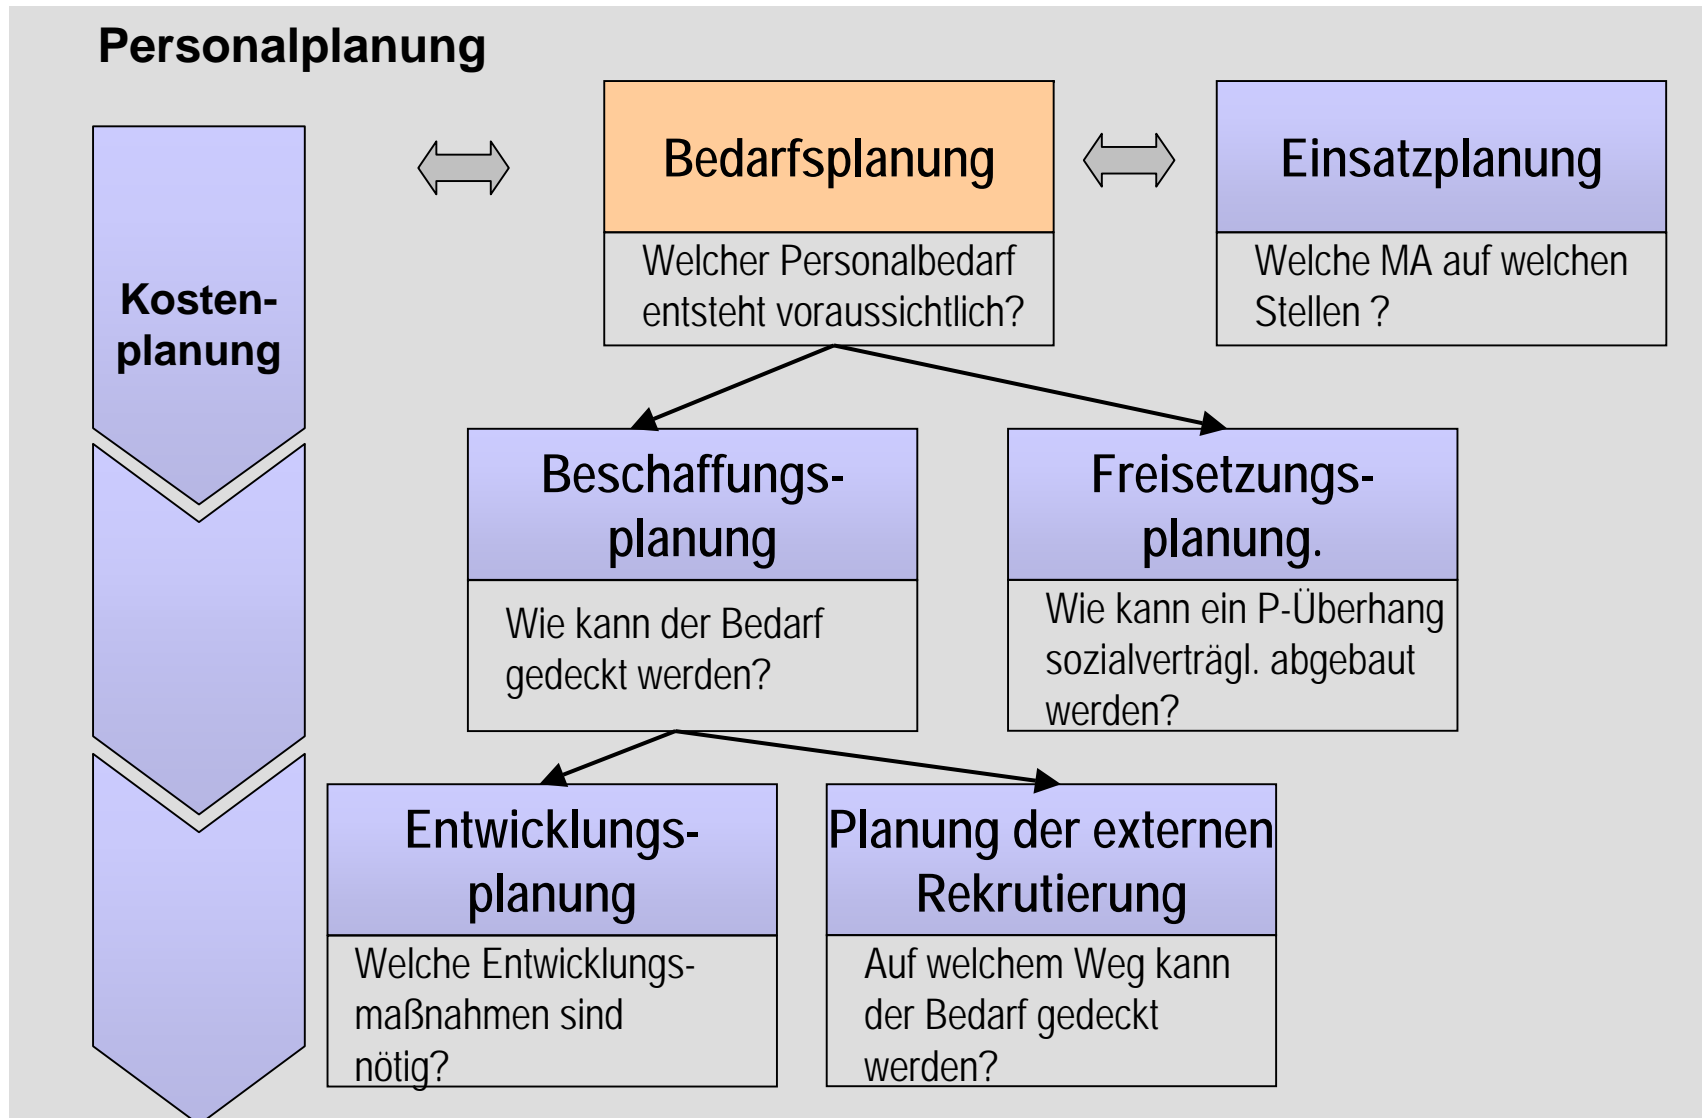 Personalplanung
Kosten-
planung
Bedarfsplanung
Welcher Personalbedarf
entsteht voraussichtlich?
Einsatzplanung
Welche MA auf welchen
Stellen ?
Beschaffungs-
planung
Wie kann der Bedarf
gedeckt werden?
Freisetzungs-
planung.
Wie kann ein P-Überhang
sozialverträgl. abgebaut
werden?
Entwicklungs-
planung
Welche Entwicklungs-
maßnahmen sind
nötig?
Planung der externen
Rekrutierung
Auf welchem Weg kann
der Bedarf gedeckt
werden?